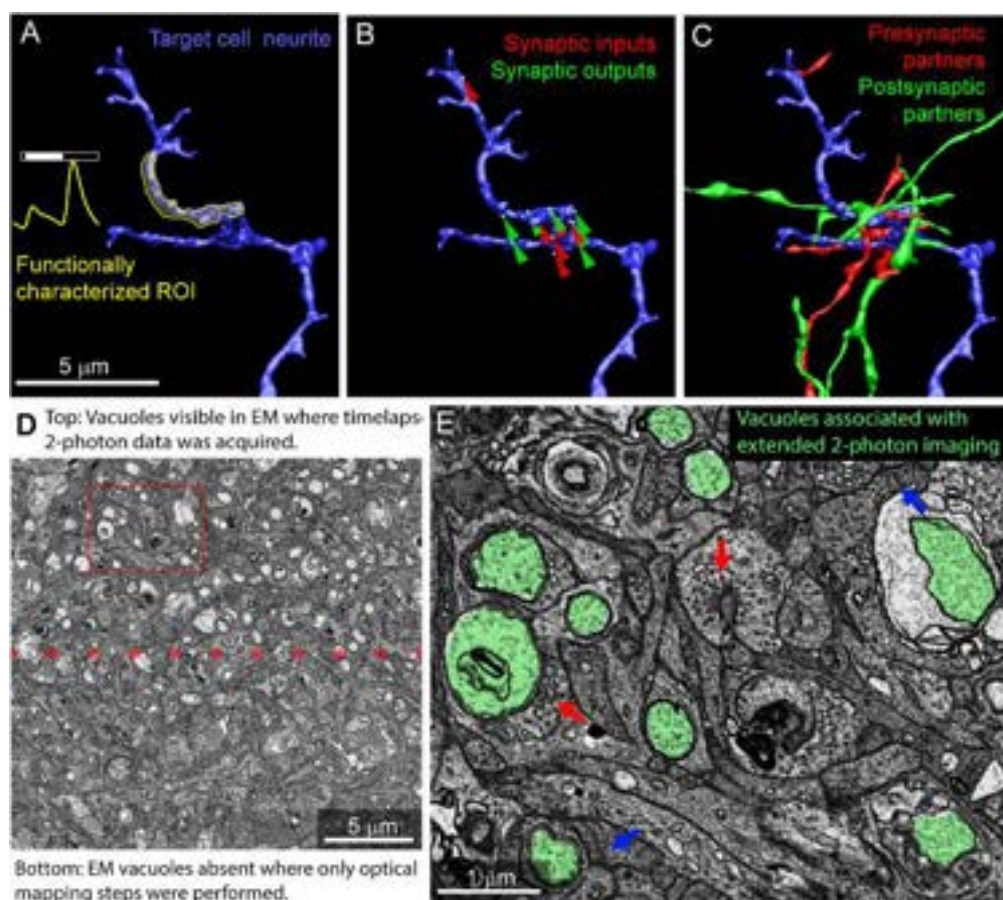 A
Target cell neurite
Functionally
characterized ROI
5 μm
B
Synaptic inputs
Synaptic outputs
C
Presynaptic
partners
Postsynaptic
partners
D Top: Vacuoles visible in EM where timelaps
2-photon data was acquired.
5 μm
Bottom: EM vacuoles absent where only optical
mapping steps were performed.
E
Vacuoles associated with
extended 2-photon imaging
1 μm